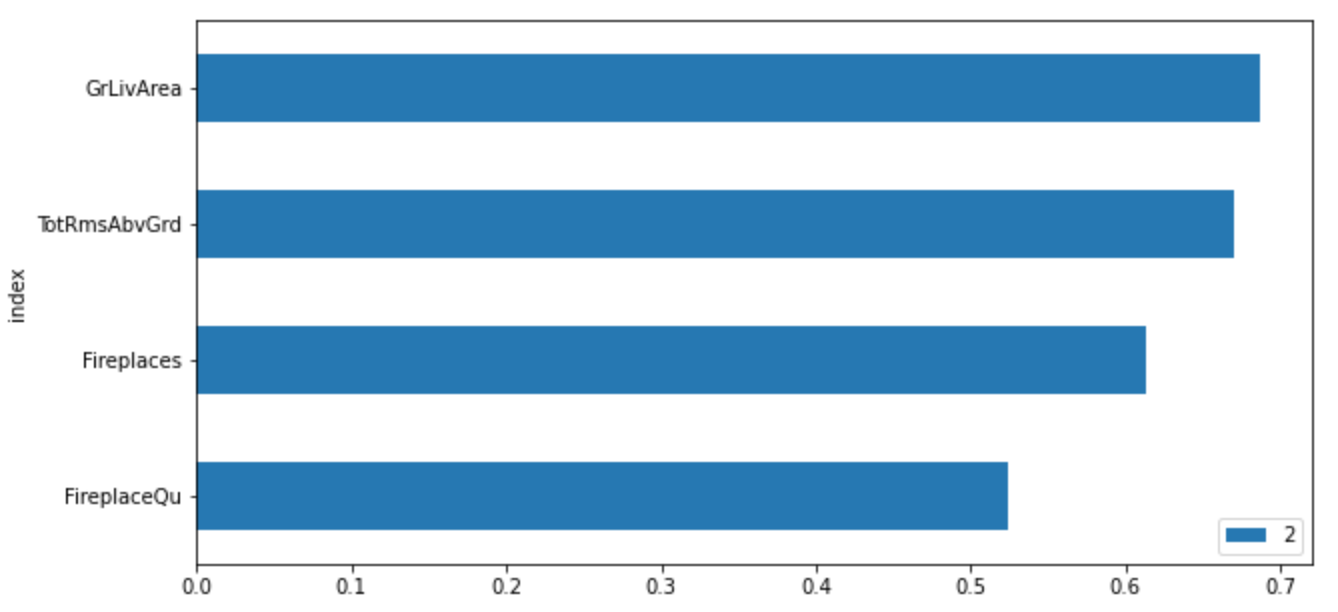 GrLivArea
TotRmsAbvGrd
index
Fireplaces
FireplaceQu
2
0.0 0.1 0.2 0.3 0.4 0.5 0.6 0.7